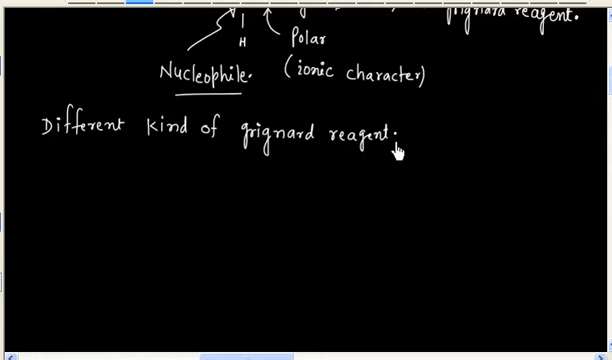 grignard reagent.
H
Polar
Nucleophile.
(ionic character)
Different Kind of grignard reagent.